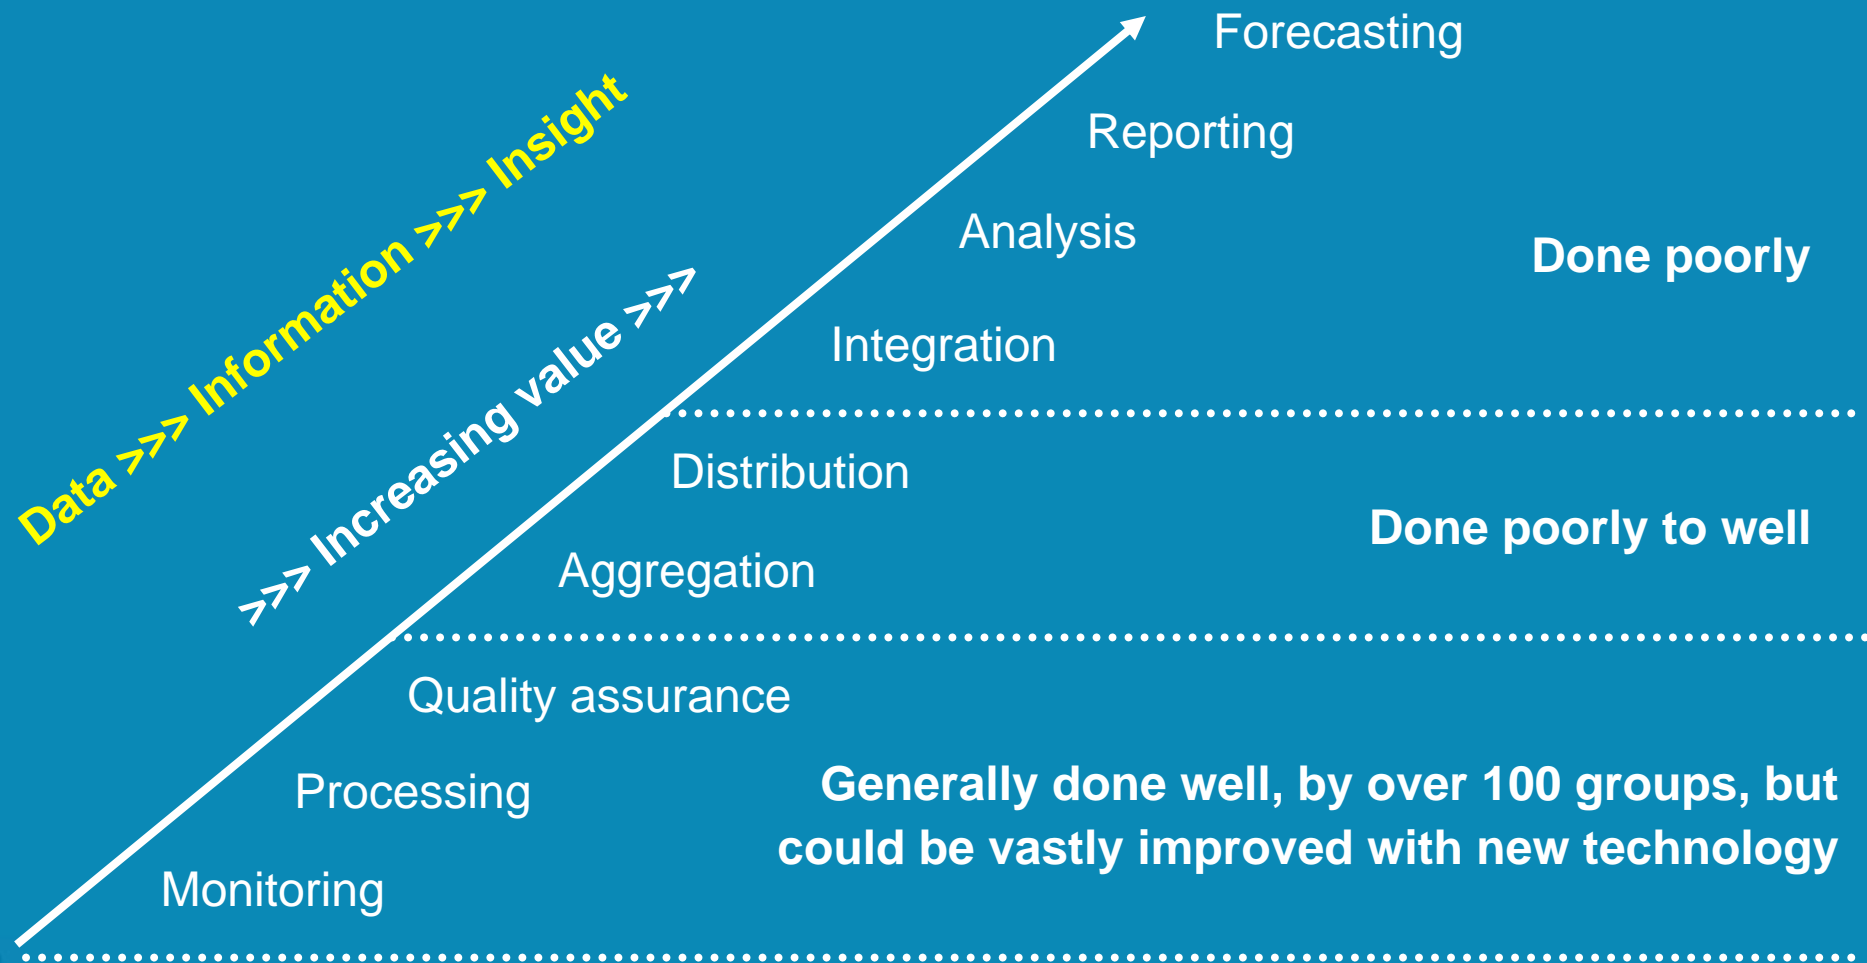 Forecasting
Reporting
Data >>> Information >>> Insight
Analysis
Done poorly
>>> Increasing value >>>
Integration
Distribution
Done poorly to well
Aggregation
Quality assurance
Processing
Generally done well, by over 100 groups, but
could be vastly improved with new technology
Monitoring